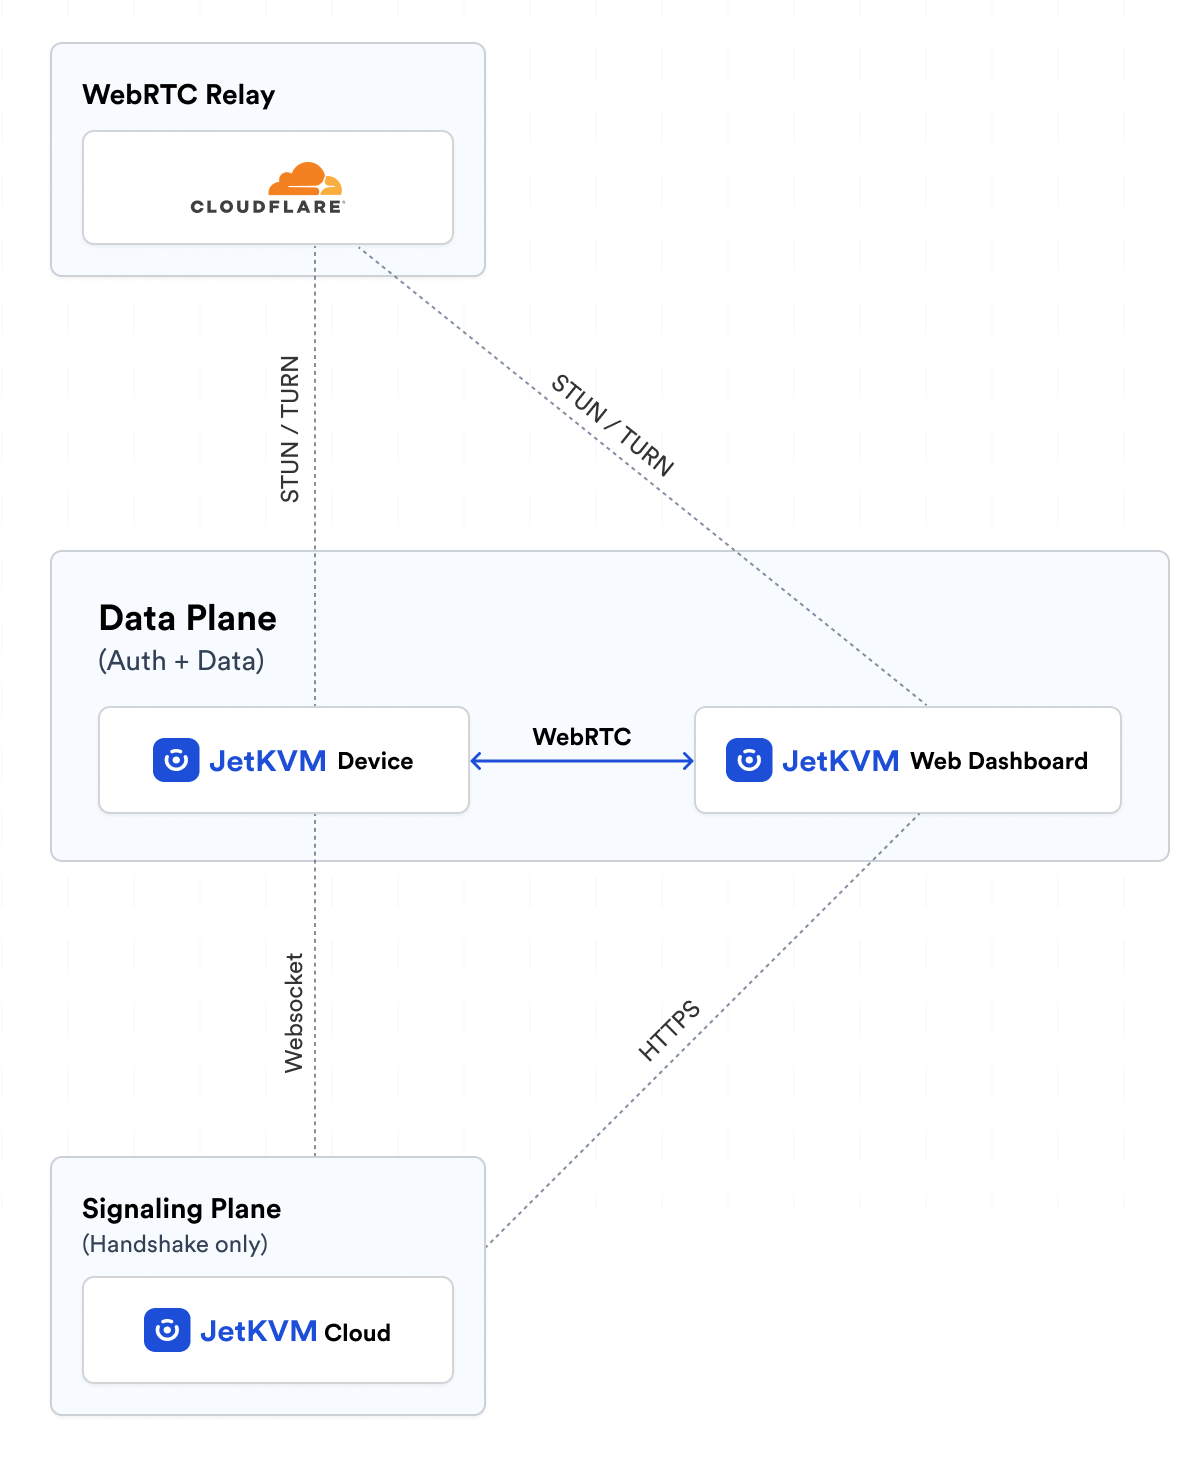 WebRTC Relay
CLOUDFLARE
STUN / TURN
STUN / TURN
Data Plane
(Auth + Data)
JetKVM Device
WebRTC
JetKVM Web Dashboard
Websocket
HTTPS
Signaling Plane
(Handshake only)
JetKVM Cloud